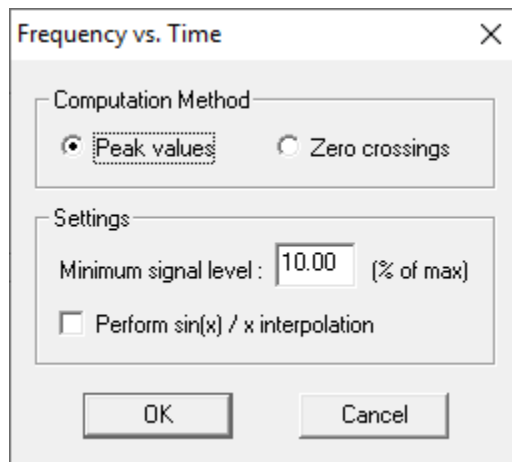 Frequency vs. Time
Computation Method
Peak values Zero crossings
Settings
Minimum signal level : 10.00 (% of max)
Perform sin(x) / x interpolation
OK Cancel